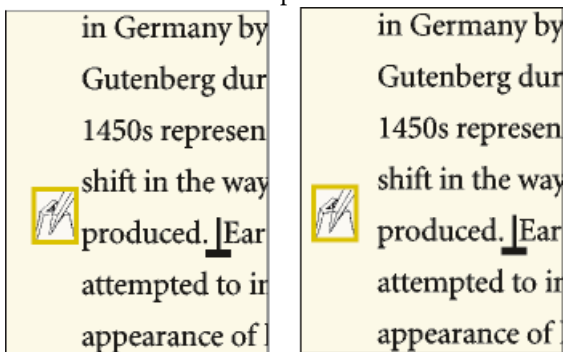 in Germany by
Gutenberg dur
1450s represen
shift in the way
produced. Ear
attempted to in
appearance of
in Germany by
Gutenberg dur
1450s represen
shift in the way
produced. Ear
attempted to in
appearance of